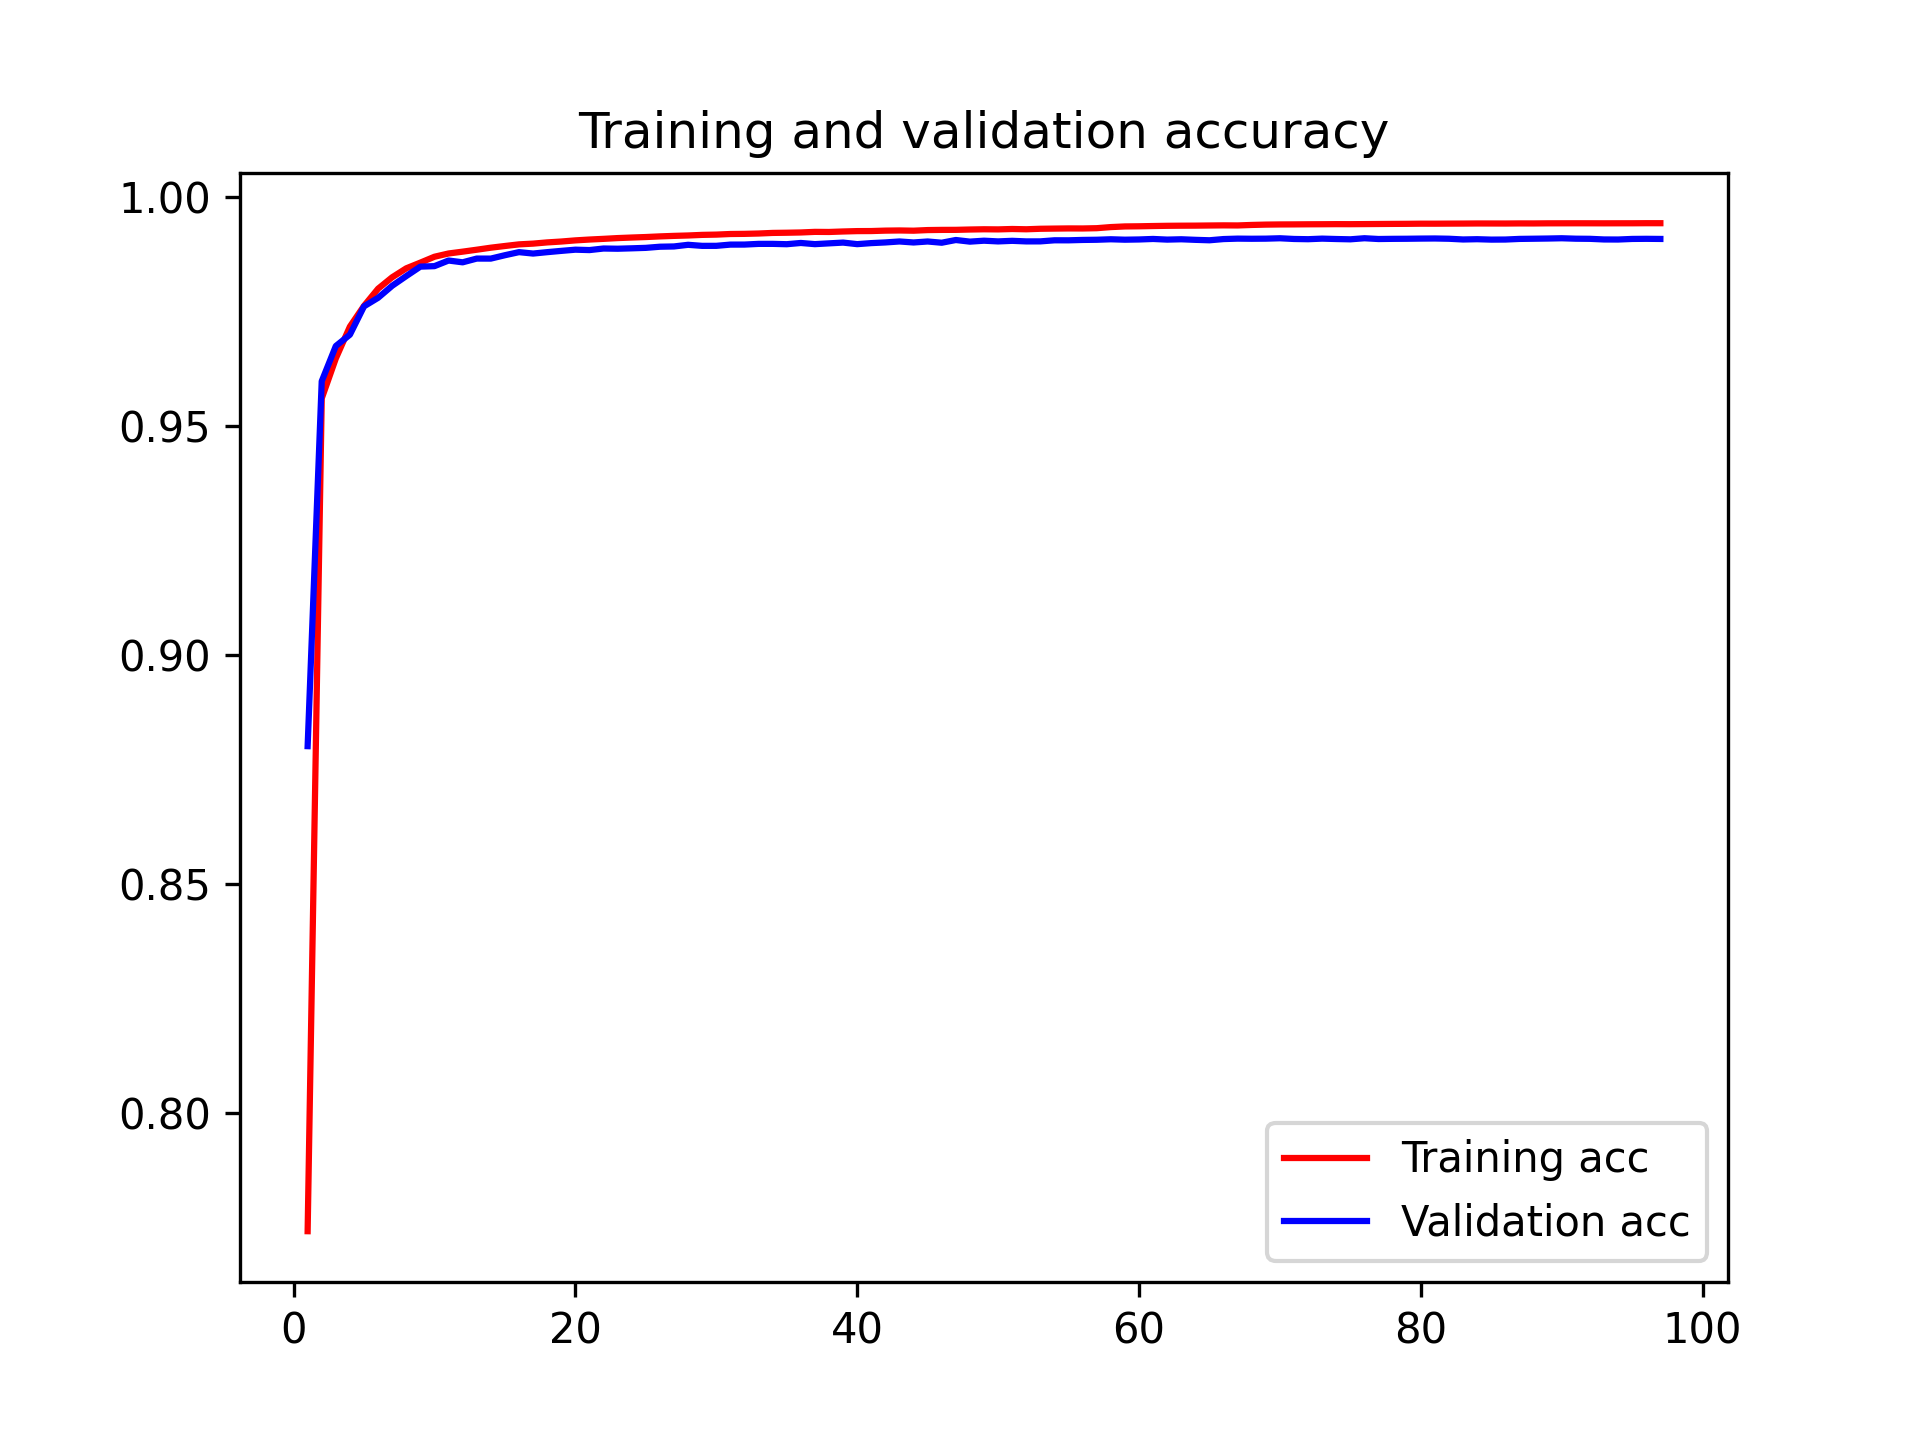 Training and validation accuracy
1.00
0.95
0.90
0.85
0.80
Training acc
Validation acc
0 20 40 60 80 100